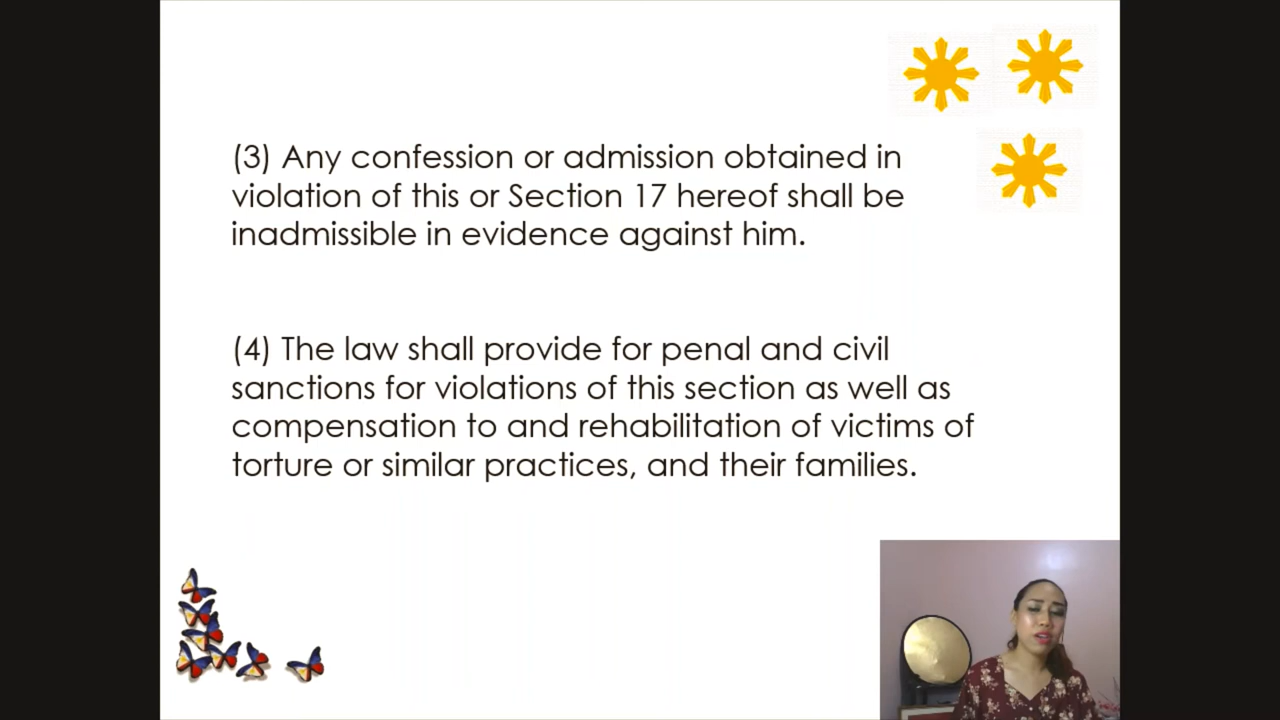 (3) Any confession or admission obtained in
violation of this or Section 17 hereof shall be
inadmissible in evidence against him.
(4) The law shall provide for penal and civil
sanctions for violations of this section as well as
compensation to and rehabilitation of victims of
torture or similar practices, and their families.